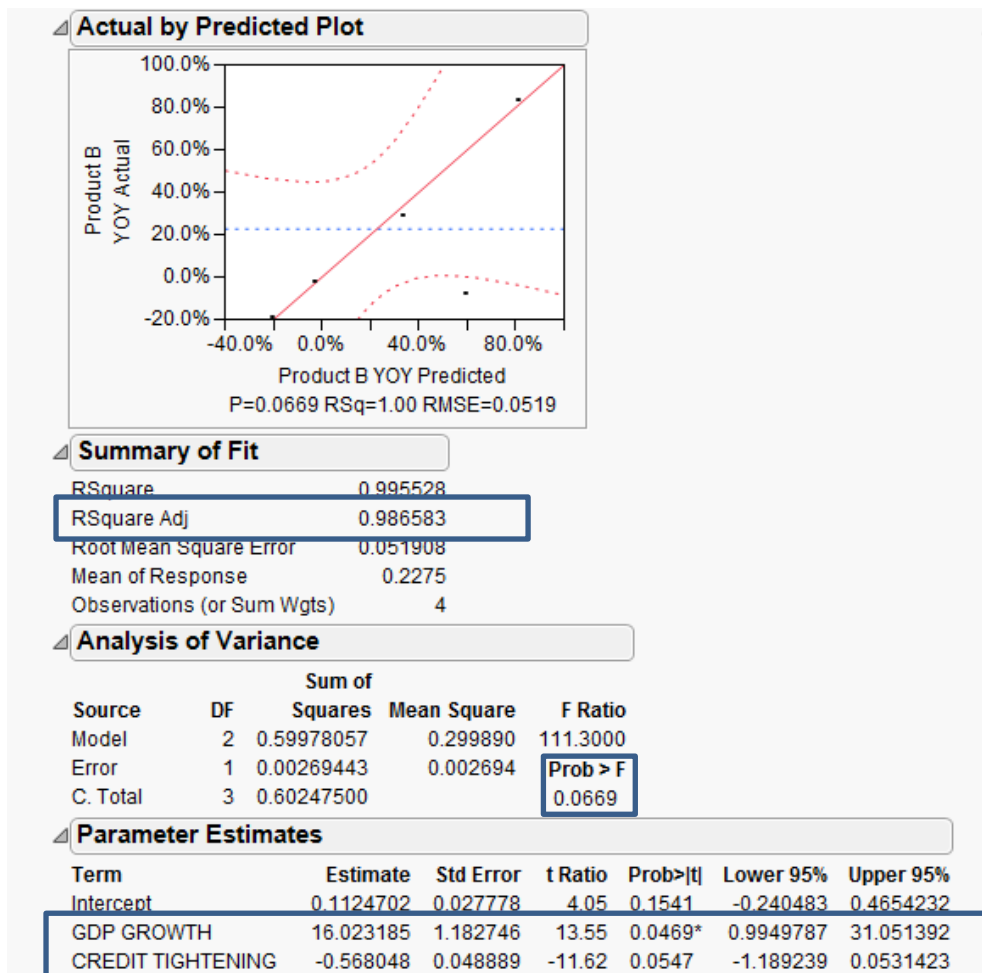 Actual by Predicted Plot
100.0%
80.0%
60.0%
40.0%
20.0%
0.0%
-20.0%
Product B
YOY Actual
-40.0% 0.0% 40.0% 80.0%
Product B YOY Predicted
P=0.0669 RSq=1.00 RMSE=0.0519
Summary of Fit
RSquare 0.995528
RSquare Adj 0.986583
Root Mean Square Error 0.051908
Mean of Response 0.2275
Observations (or Sum Wgts) 4
Analysis of Variance
Sum of
Source DF Squares Mean Square F Ratio
Model 2 0.59978057 0.299890 111.3000
Error 1 0.00269443 0.002694 Prob > F
C. Total 3 0.60247500 0.0669
Parameter Estimates
Term Estimate Std Error t Ratio Prob>|t| Lower 95% Upper 95%
Intercept 0.1124702 0.027778 4.05 0.1541 -0.240483 0.4654232
GDP GROWTH 16.023185 1.182746 13.55 0.0469* 0.9949787 31.051392
CREDIT TIGHTENING -0.568048 0.048889 -11.62 0.0547 -1.189239 0.0531423